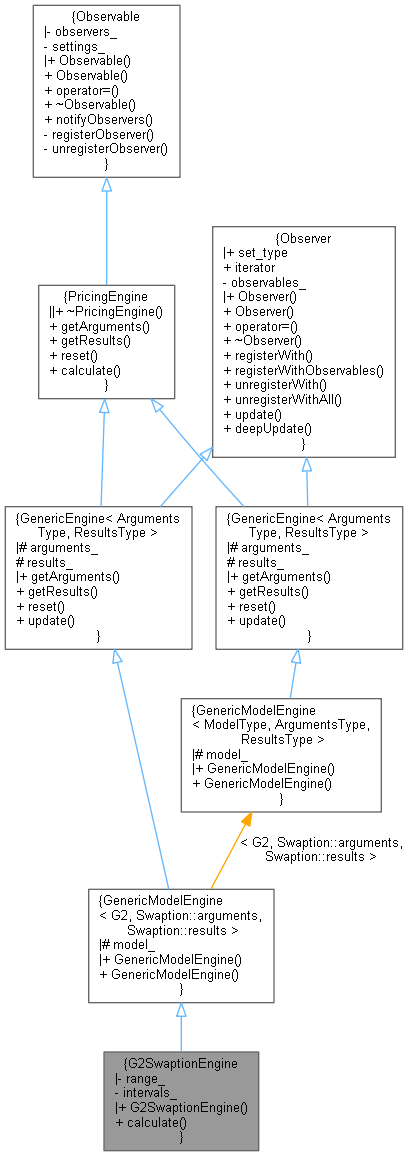 {Observable
|- observers_
- settings_
|+ Observable()
+ Observable()
+ operator=()
+ ~Observable()
+ notifyObservers()
- registerObserver()
- unregisterObserver()
}
{Observer
|+ set_type
+ iterator
- observables_
|+ Observer()
+ Observer()
+ operator=()
+ ~Observer()
+ registerWith()
+ registerWithObservables()
+ unregisterWith()
+ unregisterWithAll()
+ update()
+ deepUpdate()
}
{PricingEngine
||+ ~PricingEngine()
+ getArguments()
+ getResults()
+ reset()
+ calculate()
}
{GenericEngine< Arguments
Type, ResultsType >
|# arguments_
# results_
|+ getArguments()
+ getResults()
+ reset()
+ update()
}
{GenericEngine< Arguments
Type, ResultsType >
|# arguments_
# results_
|+ getArguments()
+ getResults()
+ reset()
+ update()
}
{GenericModelEngine
< ModelType, ArgumentsType,
ResultsType >
|# model_
|+ GenericModelEngine()
+ GenericModelEngine()
}
< G2, Swaption::arguments,
Swaption::results >
{GenericModelEngine
< G2, Swaption::arguments,
Swaption::results >
|# model_
|+ GenericModelEngine()
+ GenericModelEngine()
}
{G2SwaptionEngine
|- range_
- intervals_
|+ G2SwaptionEngine()
+ calculate()
}